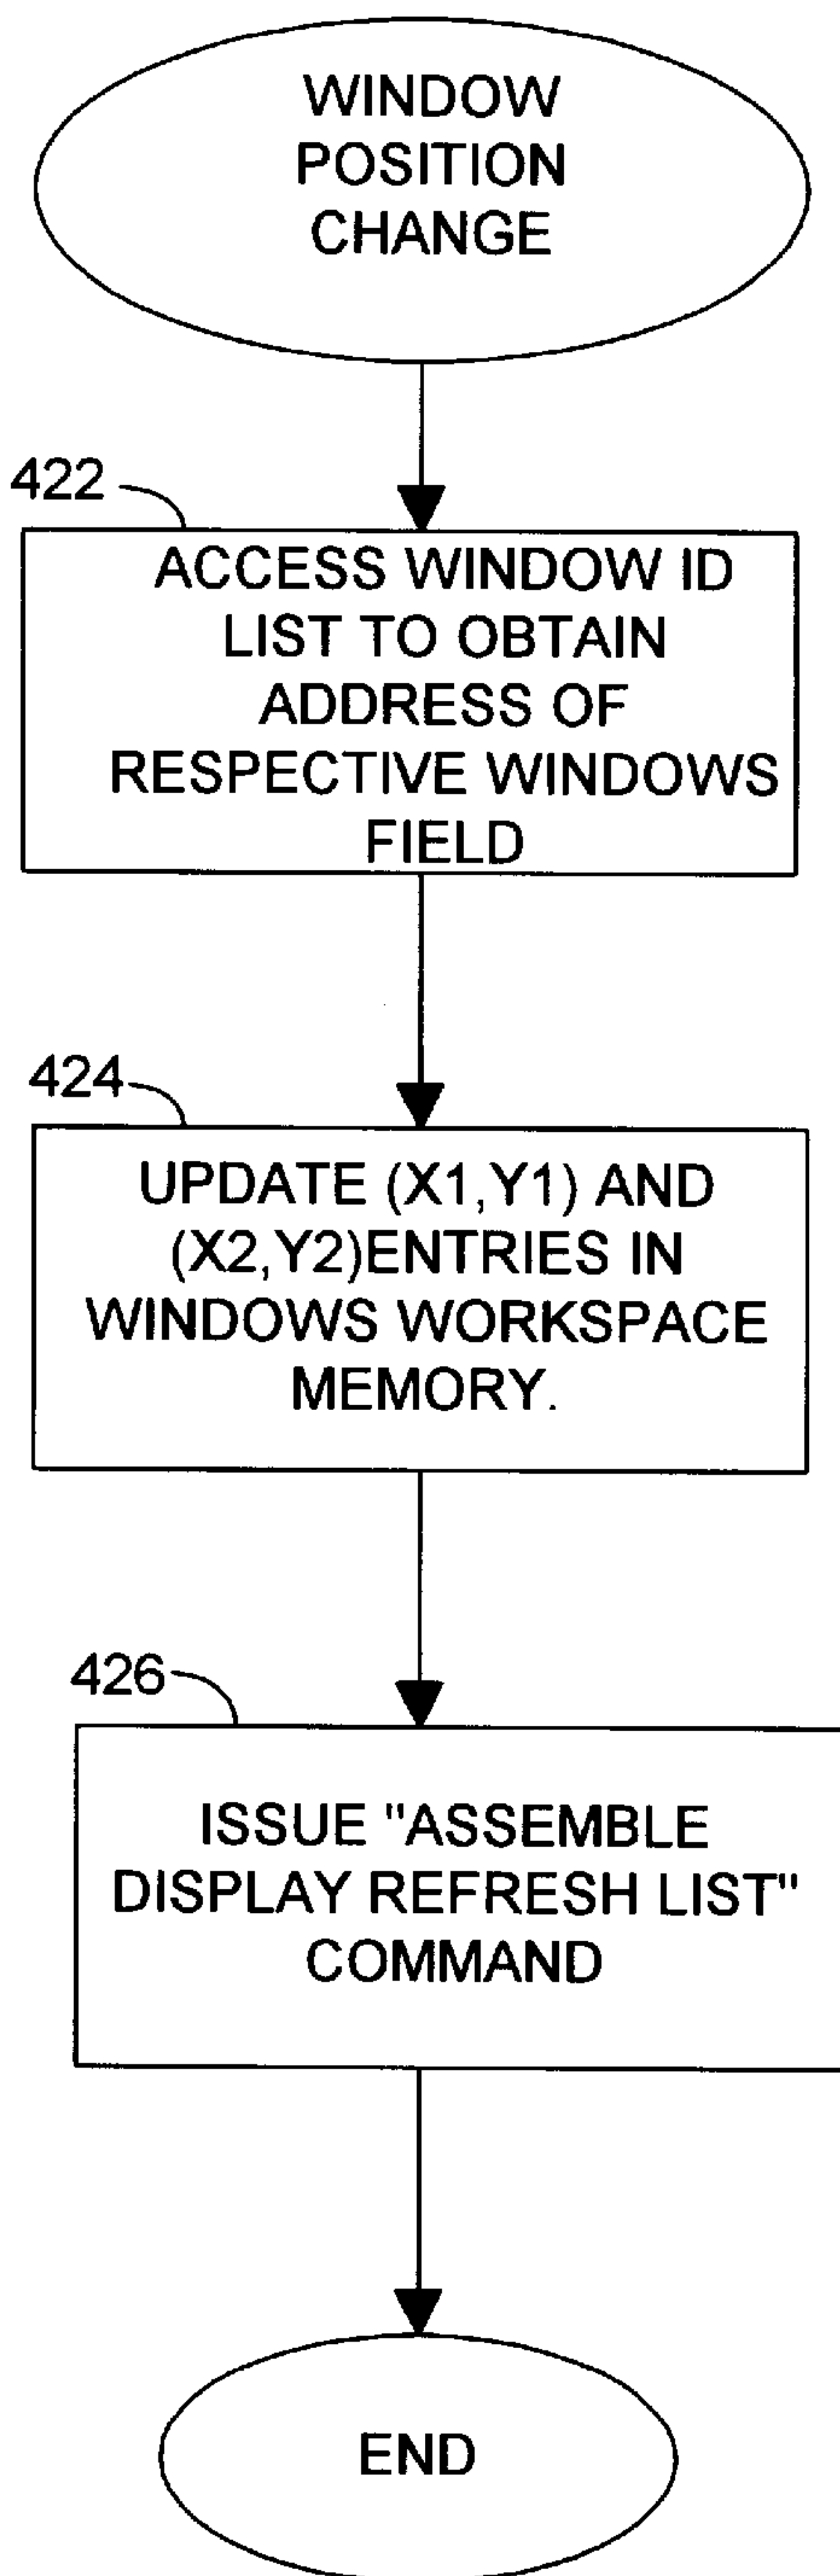 WINDOW
POSITION
CHANGE
422
ACCESS WINDOW ID
LIST TO OBTAIN
ADDRESS OF
RESPECTIVE WINDOWS
FIELD
424
UPDATE (X1,Y1) AND
(X2,Y2)ENTRIES IN
WINDOWS WORKSPACE
MEMORY.
426
ISSUE "ASSEMBLE
DISPLAY REFRESH LIST"
COMMAND
END